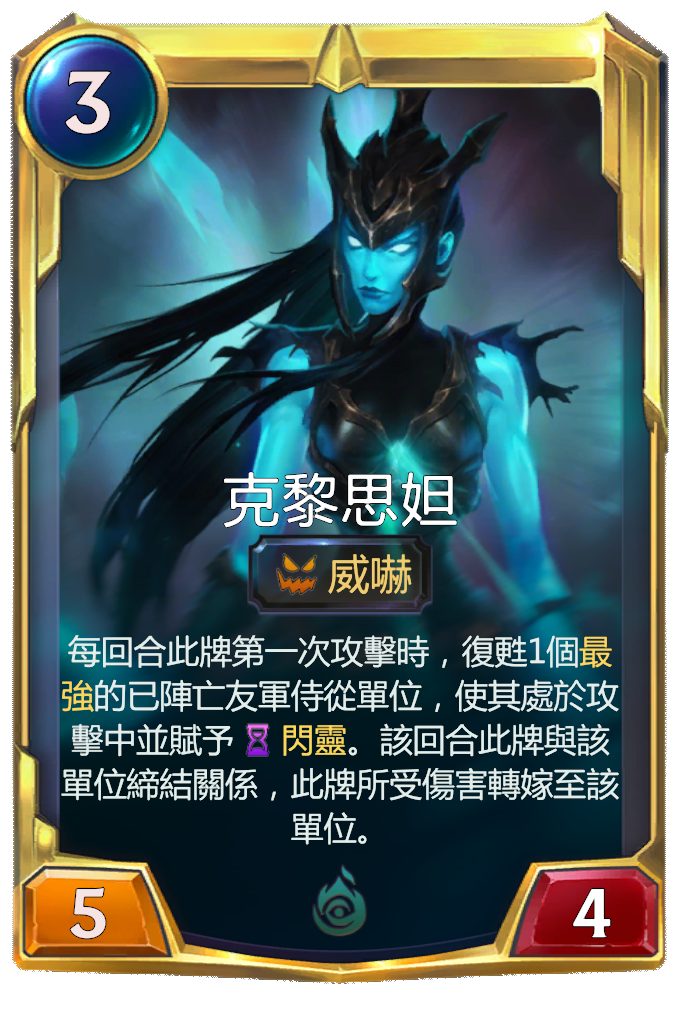 3
克黎思妲
威嚇
每回合此牌第一次攻擊時，復甦1個最
強的已陣亡友軍侍從單位，使其處於攻
擊中並賦予 閃靈。該回合此牌與該
單位締結關係，此牌所受傷害轉嫁至該
單位。
5
4